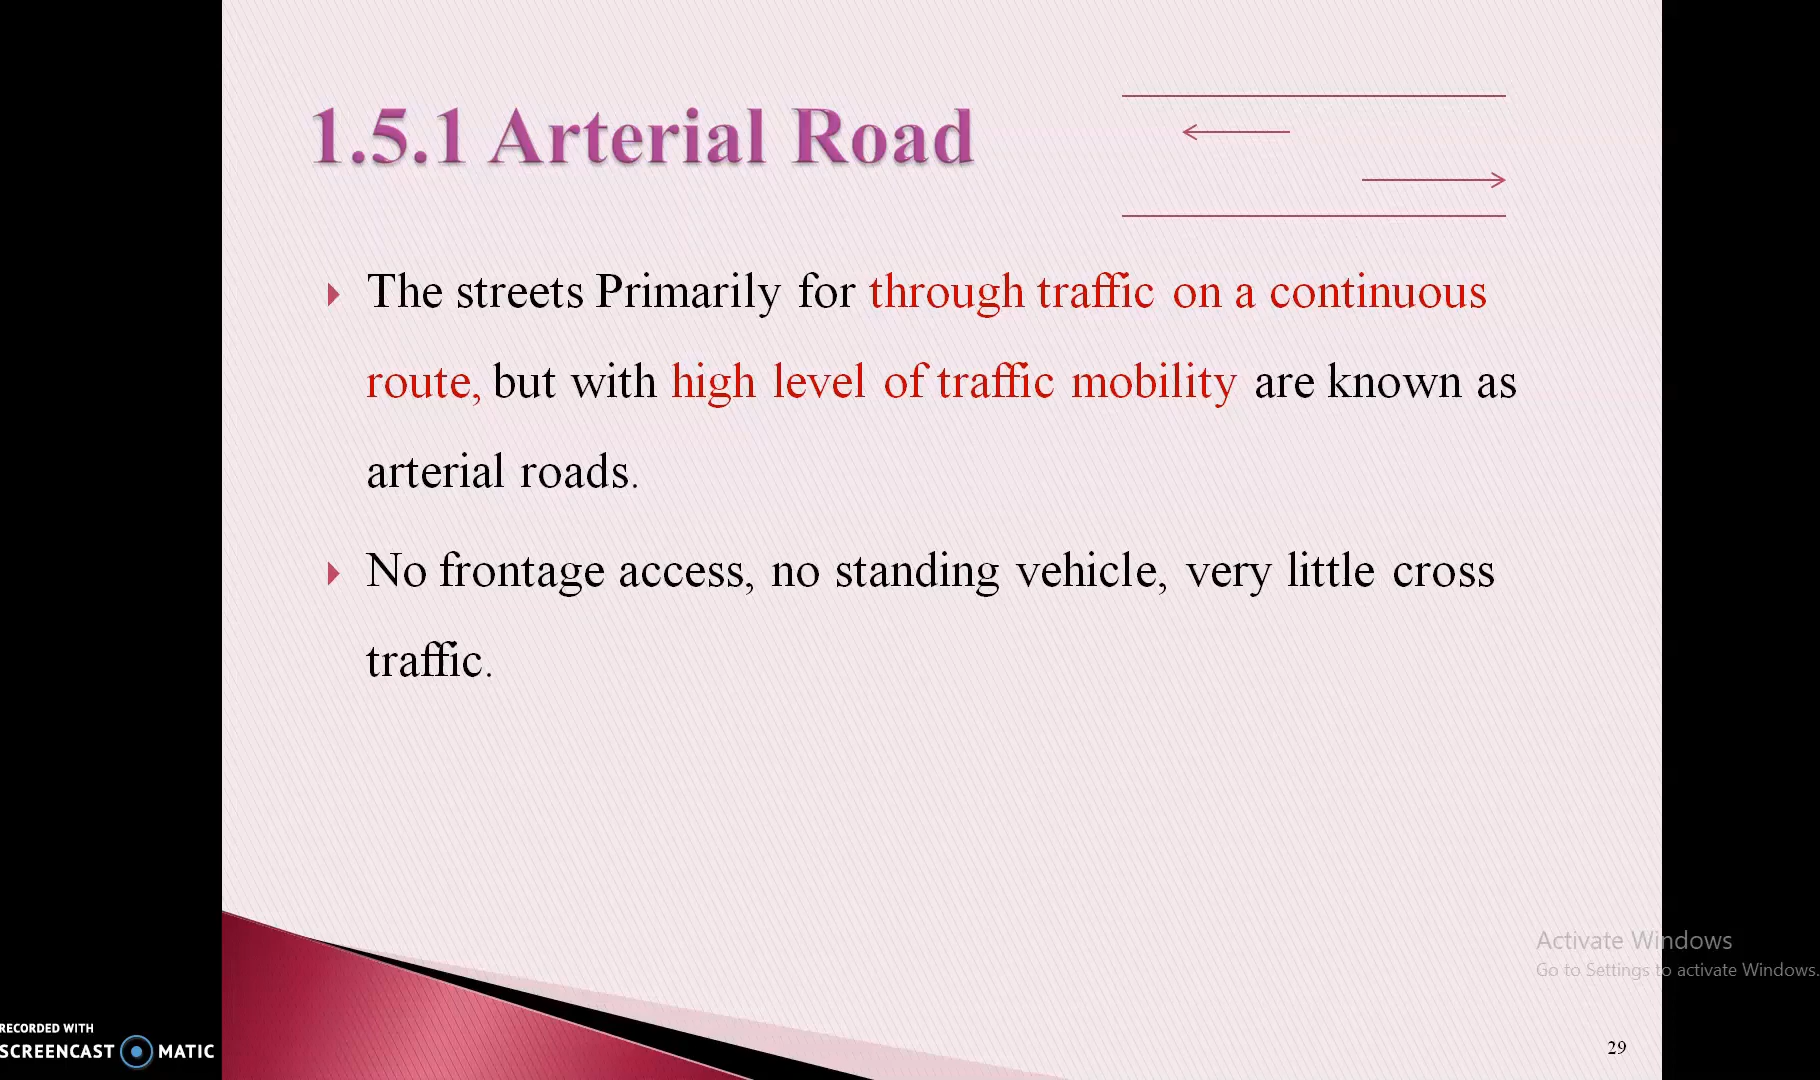 1.5.1 Arterial Road
The streets Primarily for through traffic on a continuous
route, but with high level of traffic mobility are known as
arterial roads.
No frontage access, no standing vehicle, very little cross
traffic.
Activate Windows
Go to Settings to activate Windows.
RECORDED WITH
SCREENCAST MATIC
29